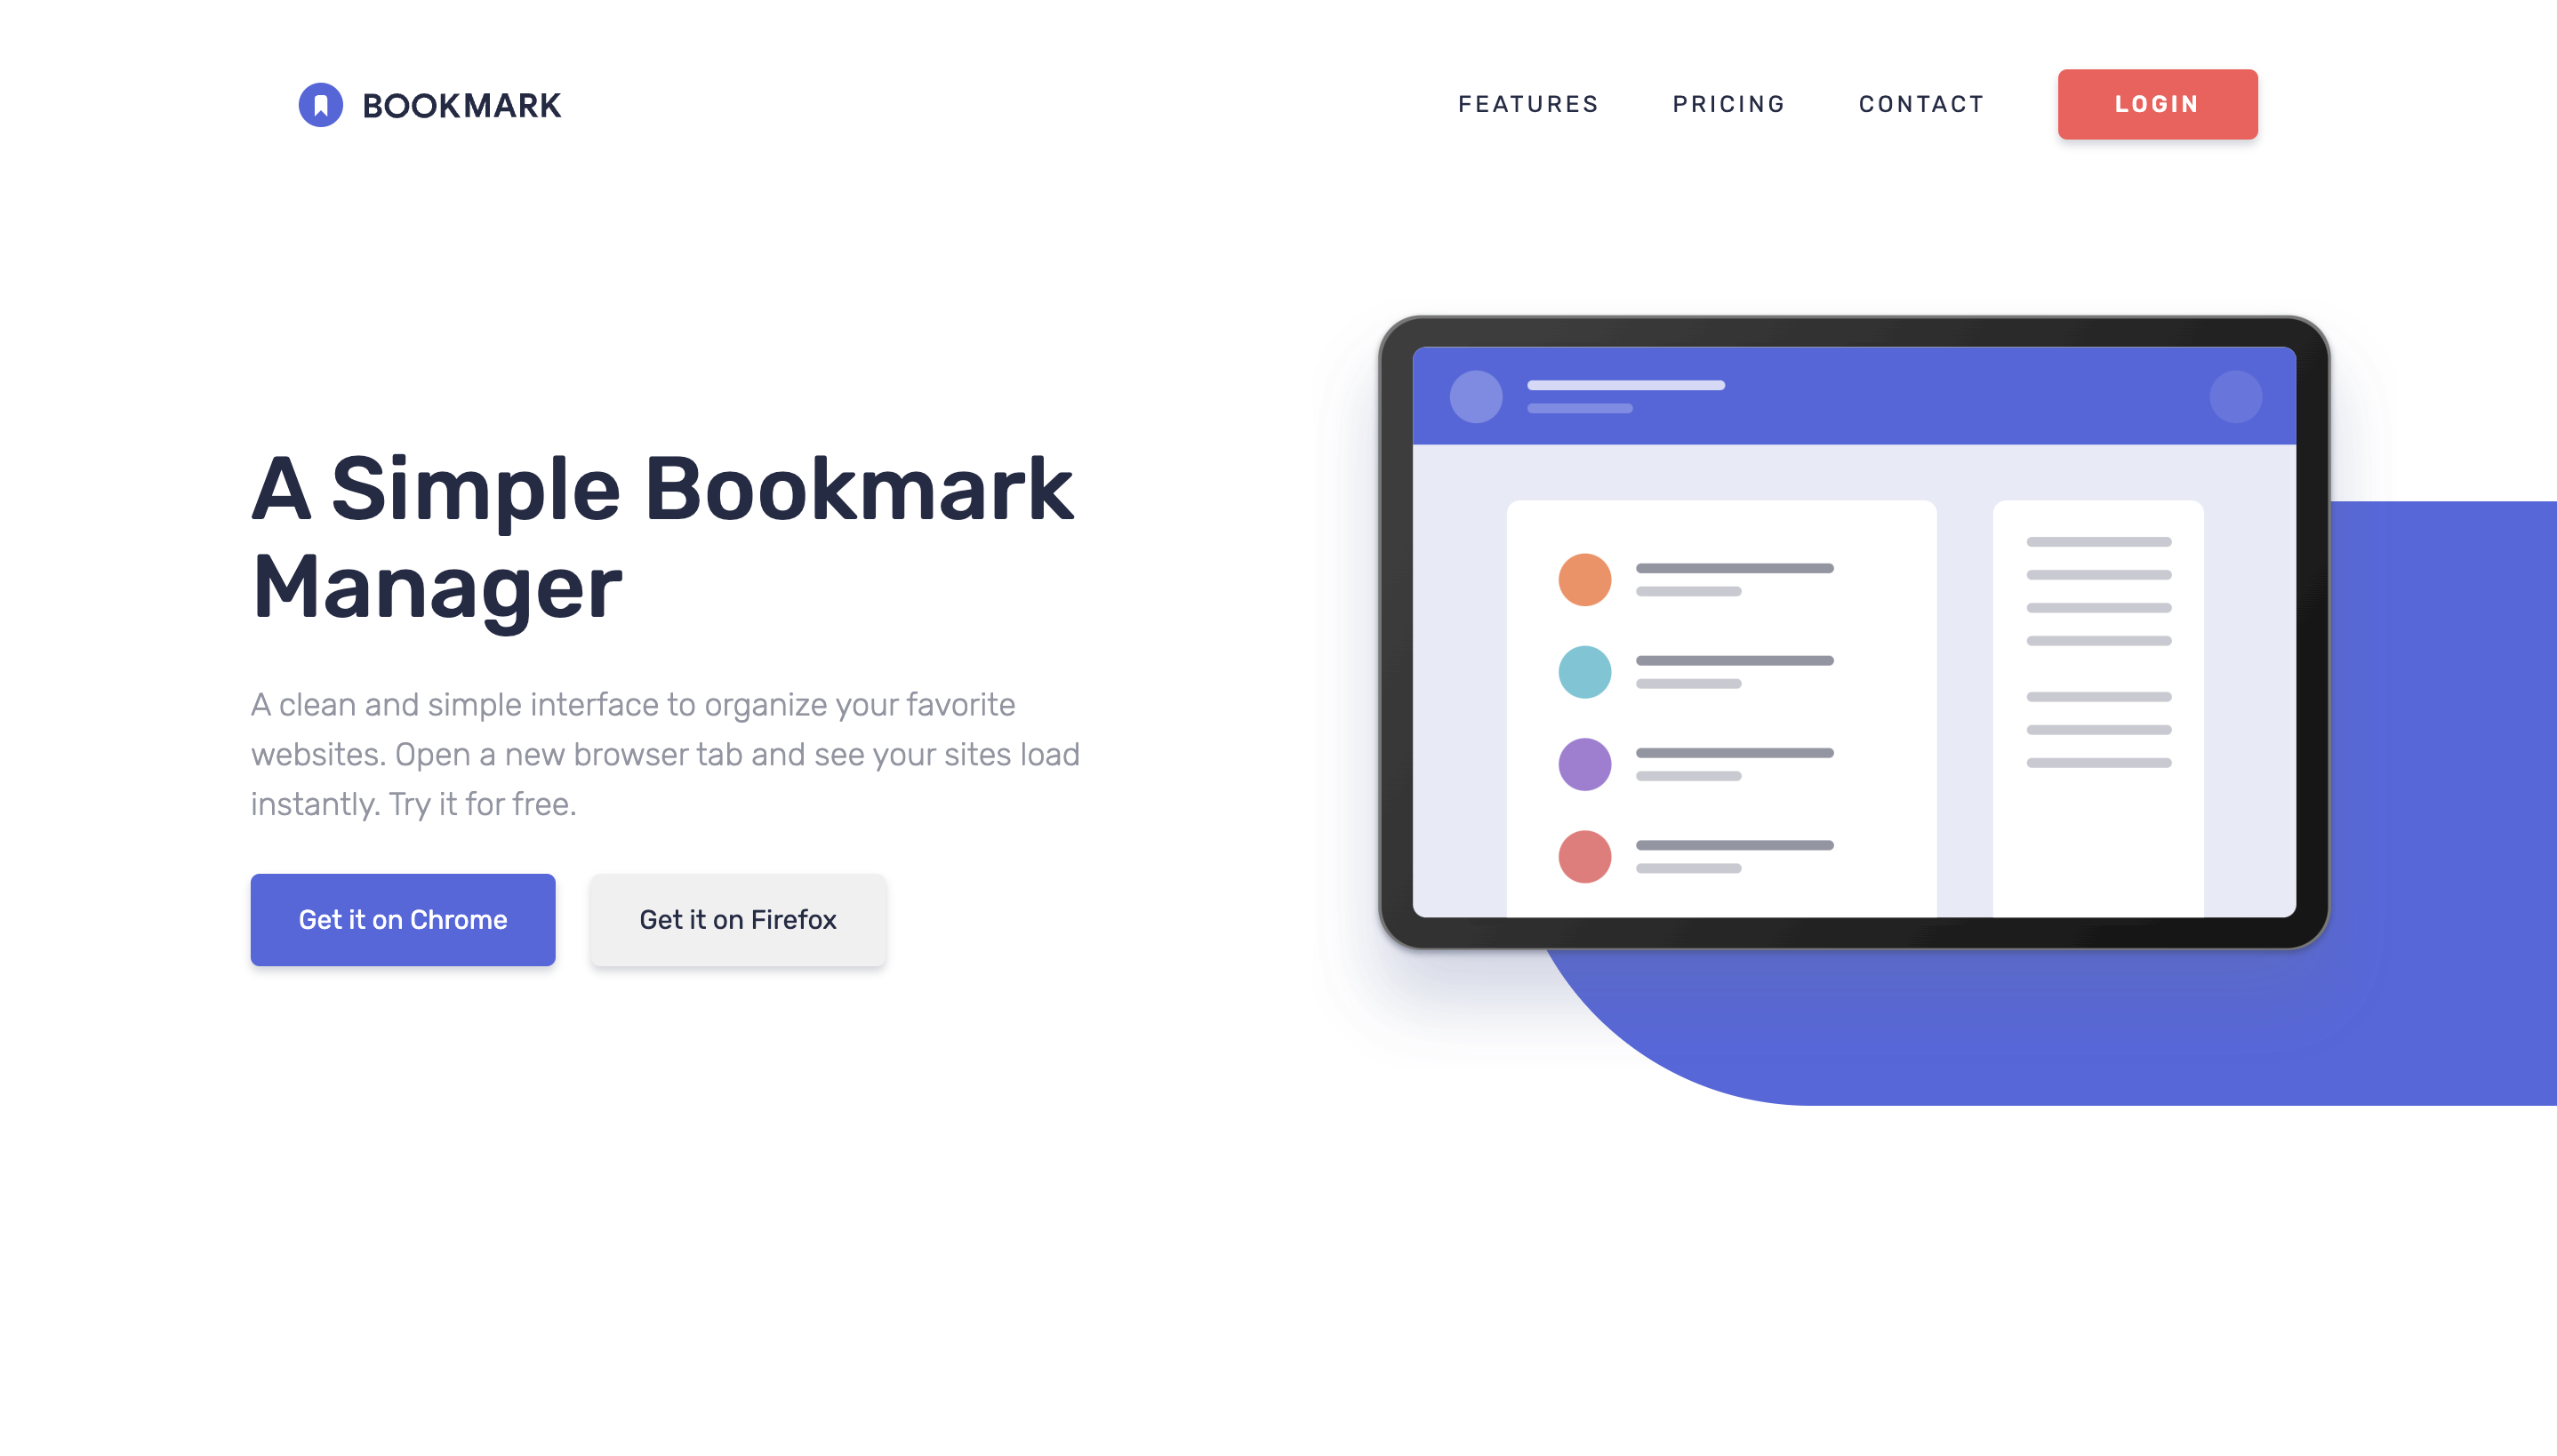 BOOKMARK
FEATURES PRICING CONTACT LOGIN
A Simple Bookmark
Manager
A clean and simple interface to organize your favorite
websites. Open a new browser tab and see your sites load
instantly. Try it for free.
Get it on Chrome Get it on Firefox